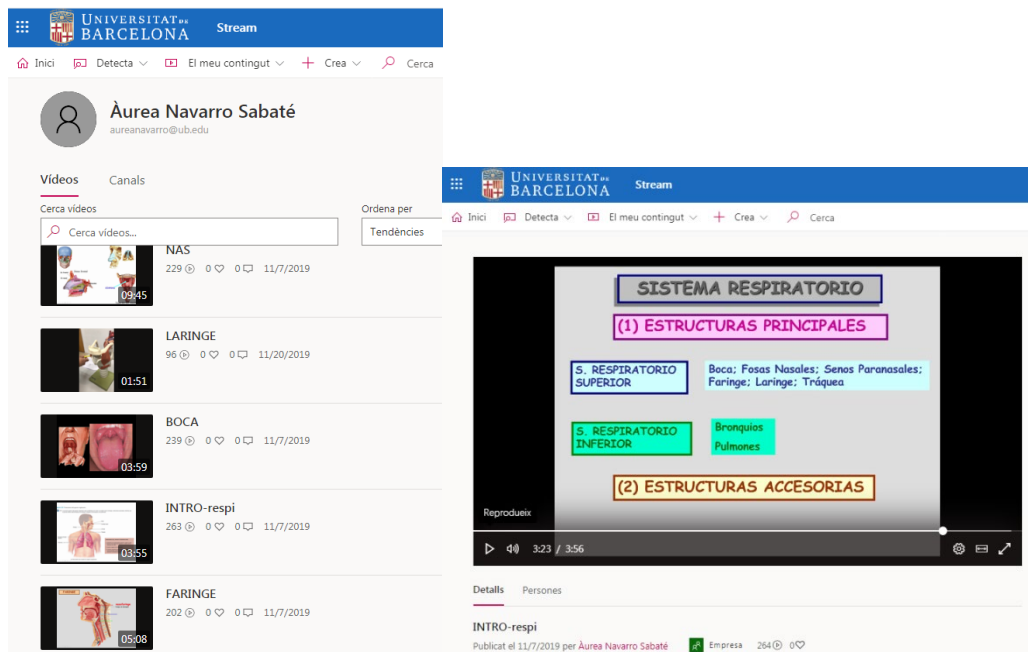 UNIVERSITAT DE
BARCELONA
Stream
Inici
Detecta
El meu contingut
Crea
Cerca
Àurea Navarro Sabaté
aureanavarro@ub.edu
Vídeos
Canals
Cerca vídeos
Ordena per
Cerca vídeos...
Tendències
NAS
229 0 0 11/7/2019
09:45
LARINGE
96 0 0 11/20/2019
01:51
BOCA
239 0 0 11/7/2019
03:59
INTRO-respi
263 0 0 11/7/2019
03:55
FARINGE
202 0 0 11/7/2019
05:08
UNIVERSITAT DE
BARCELONA
Stream
Inici
Detecta
El meu contingut
Crea
Cerca
SISTEMA RESPIRATORIO
(1) ESTRUCTURAS PRINCIPALES
S. RESPIRATORIO
SUPERIOR
Boca; Fosas Nasales; Senos Paranasales;
Faringe; Laringe; Tráquea
S. RESPIRATORIO
INFERIOR
Bronquios
Pulmones
(2) ESTRUCTURAS ACCESORIAS
Reprodueix
3:23 / 3:56
Detalls
Persones
INTRO-respi
Publicat el 11/7/2019 per Àurea Navarro Sabaté
Empresa
264 0